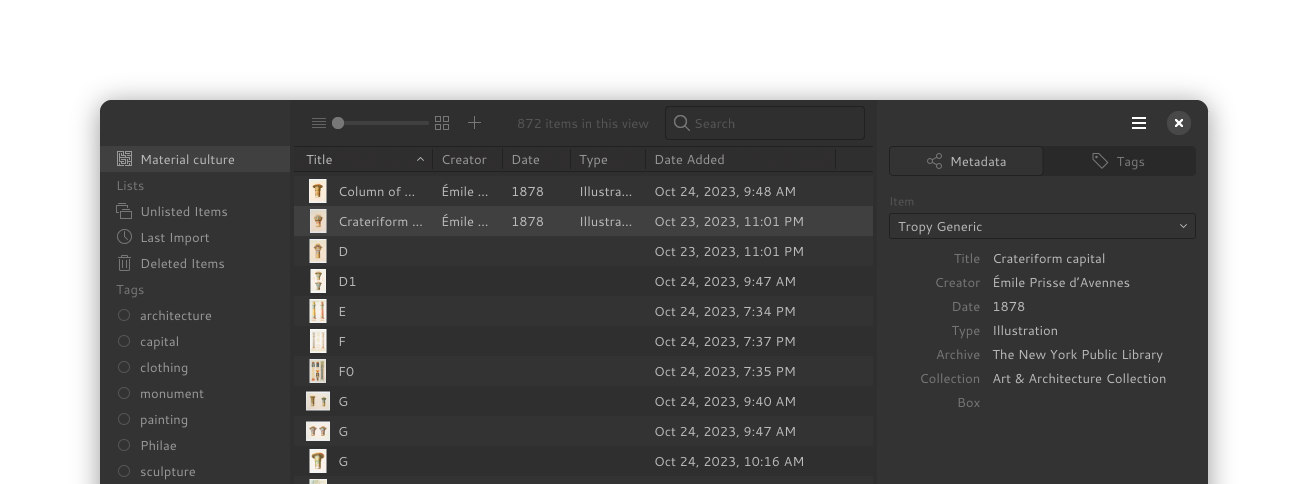 872 items in this view
Search
Material culture
Lists
Unlisted Items
Last Import
Deleted Items
Tags
architecture
capital
clothing
monument
painting
Philae
sculpture
Title Creator Date Type Date Added
Column of ... Émile ... 1878 Illustra... Oct 24, 2023, 9:48 AM
Crateriform ... Émile ... 1878 Illustra... Oct 23, 2023, 11:01 PM
D Oct 23, 2023, 11:01 PM
D1 Oct 24, 2023, 9:47 AM
E Oct 24, 2023, 7:34 PM
F Oct 24, 2023, 7:37 PM
F0 Oct 24, 2023, 7:35 PM
G Oct 24, 2023, 9:40 AM
G Oct 24, 2023, 9:47 AM
G Oct 24, 2023, 10:16 AM
Metadata Tags
Item
Tropy Generic
Title Crateriform capital
Creator Émile Prisse d’Avennes
Date 1878
Type Illustration
Archive The New York Public Library
Collection Art & Architecture Collection
Box